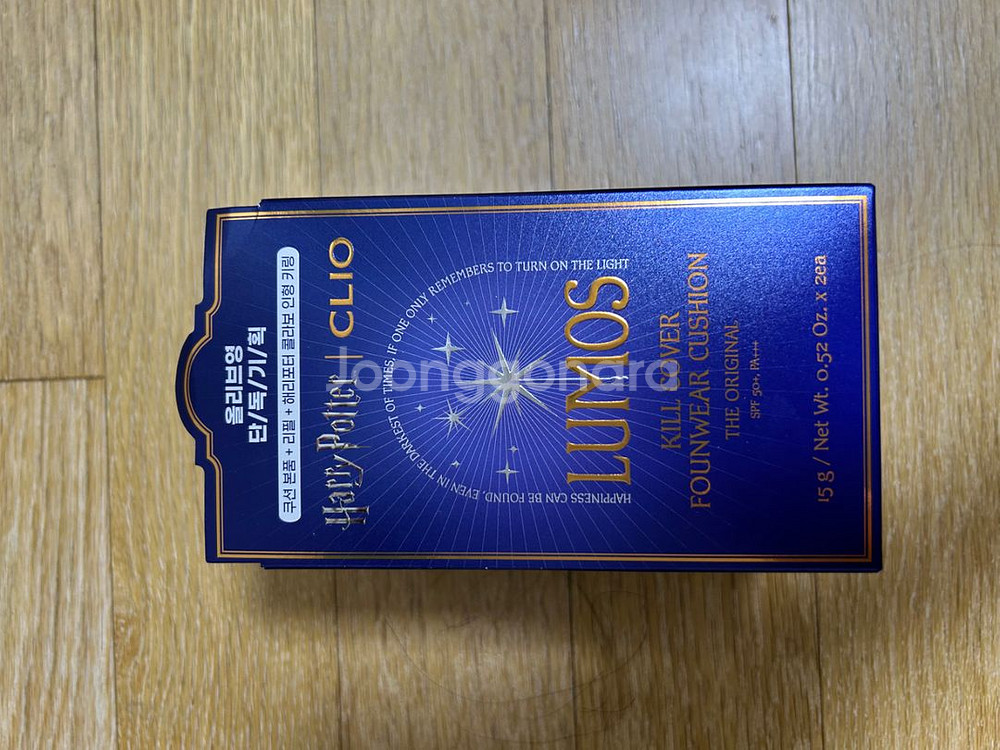 올리브영
단/독/기/획
쿠션 본품 + 리필 + 해리포터 콜라보 인형 키링
Harry Potter | CLIO
HAPPINESS CAN BE FOUND, EVEN IN THE DARKEST OF TIMES, IF ONE ONLY REMEMBERS TO TURN ON THE LIGHT
LUMOS
KILL COVER
FOUNWEAR CUSHION
THE ORIGINAL
SPF 50+ PA+++
15 g / Net Wt. 0.52 Oz. x 2ea